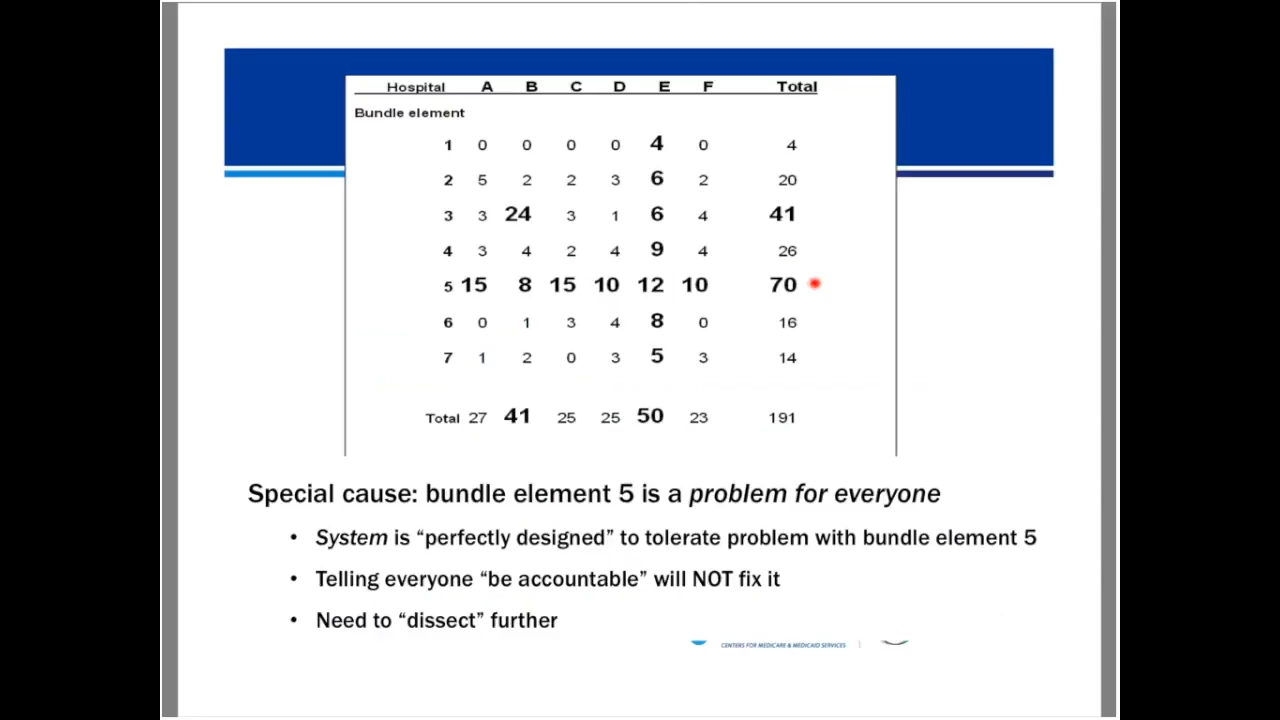 Hospital A B C D E F Total
Bundle element
1 0 0 0 0 4 0 4
2 5 2 2 3 6 2 20
3 3 24 3 1 6 4 41
4 3 4 2 4 9 4 26
5 15 8 15 10 12 10 70
6 0 1 3 4 8 0 16
7 1 2 0 3 5 3 14
Total 27 41 25 25 50 23 191
Special cause: bundle element 5 is a problem for everyone
• System is “perfectly designed” to tolerate problem with bundle element 5
• Telling everyone “be accountable” will NOT fix it
• Need to “dissect” further
CENTERS FOR MEDICARE & MEDICAID SERVICES